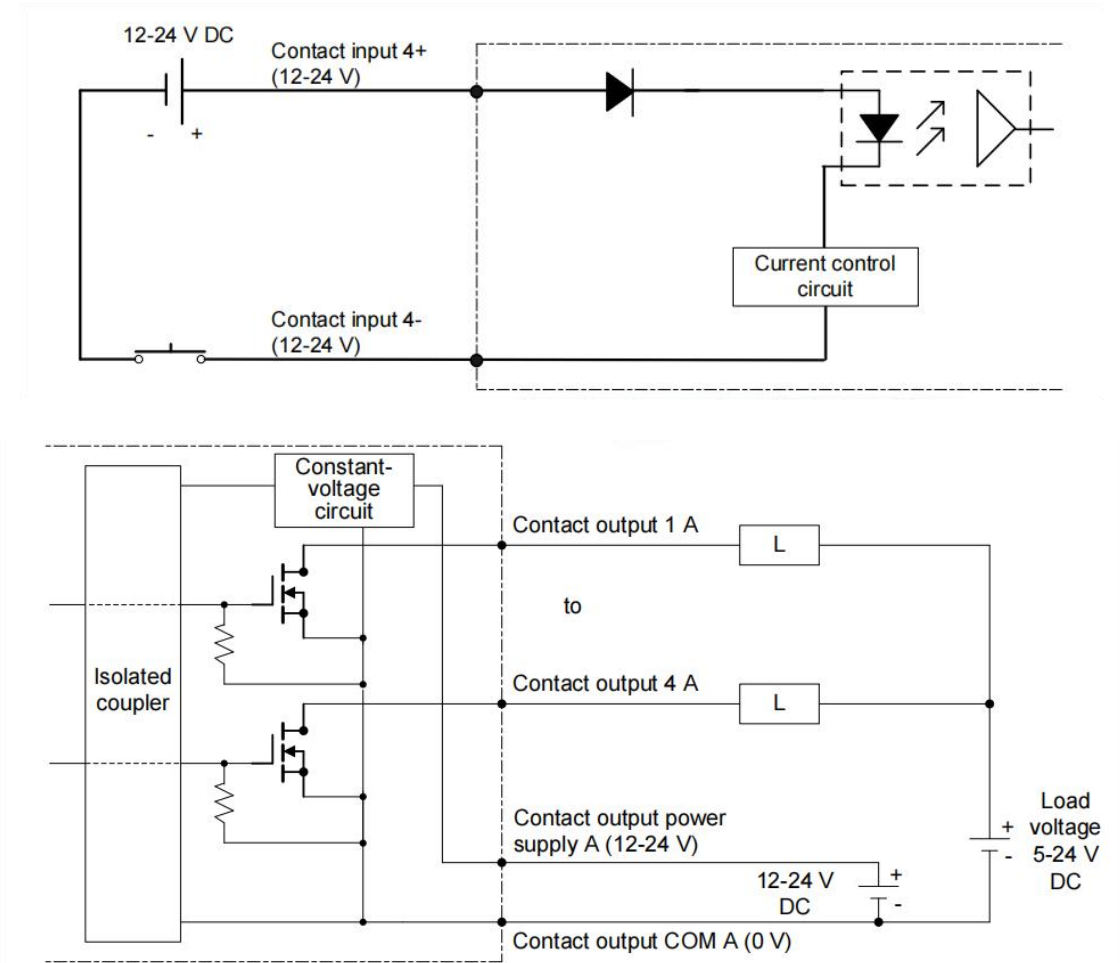 12-24 V DC
Contact input 4+
(12-24 V)
- +
Current control
circuit
Contact input 4-
(12-24 V)
Constant-
voltage
circuit
Contact output 1 A
L
to
Isolated
coupler
Contact output 4 A
L
Contact output power
supply A (12-24 V)
12-24 V
DC
+
-
Load
+ voltage
- 5-24 V
DC
Contact output COM A (0 V)